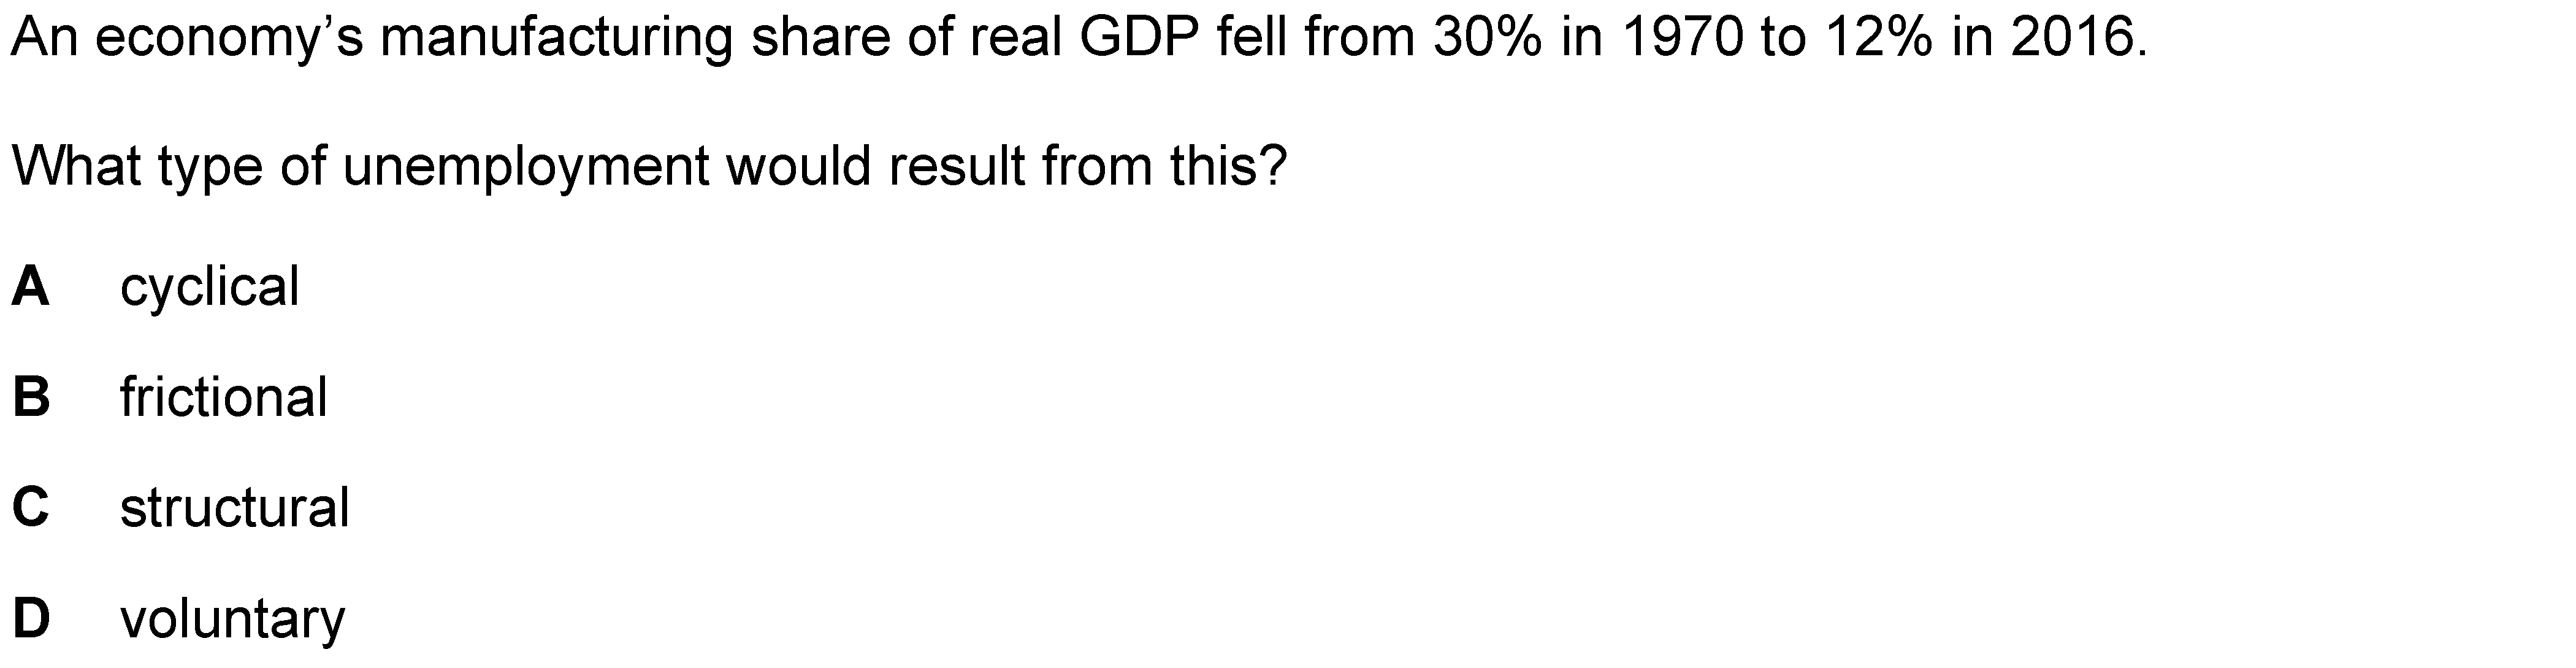 An economy’s manufacturing share of real GDP fell from 30% in 1970 to 12% in 2016.
What type of unemployment would result from this?
A cyclical
B frictional
C structural
D voluntary